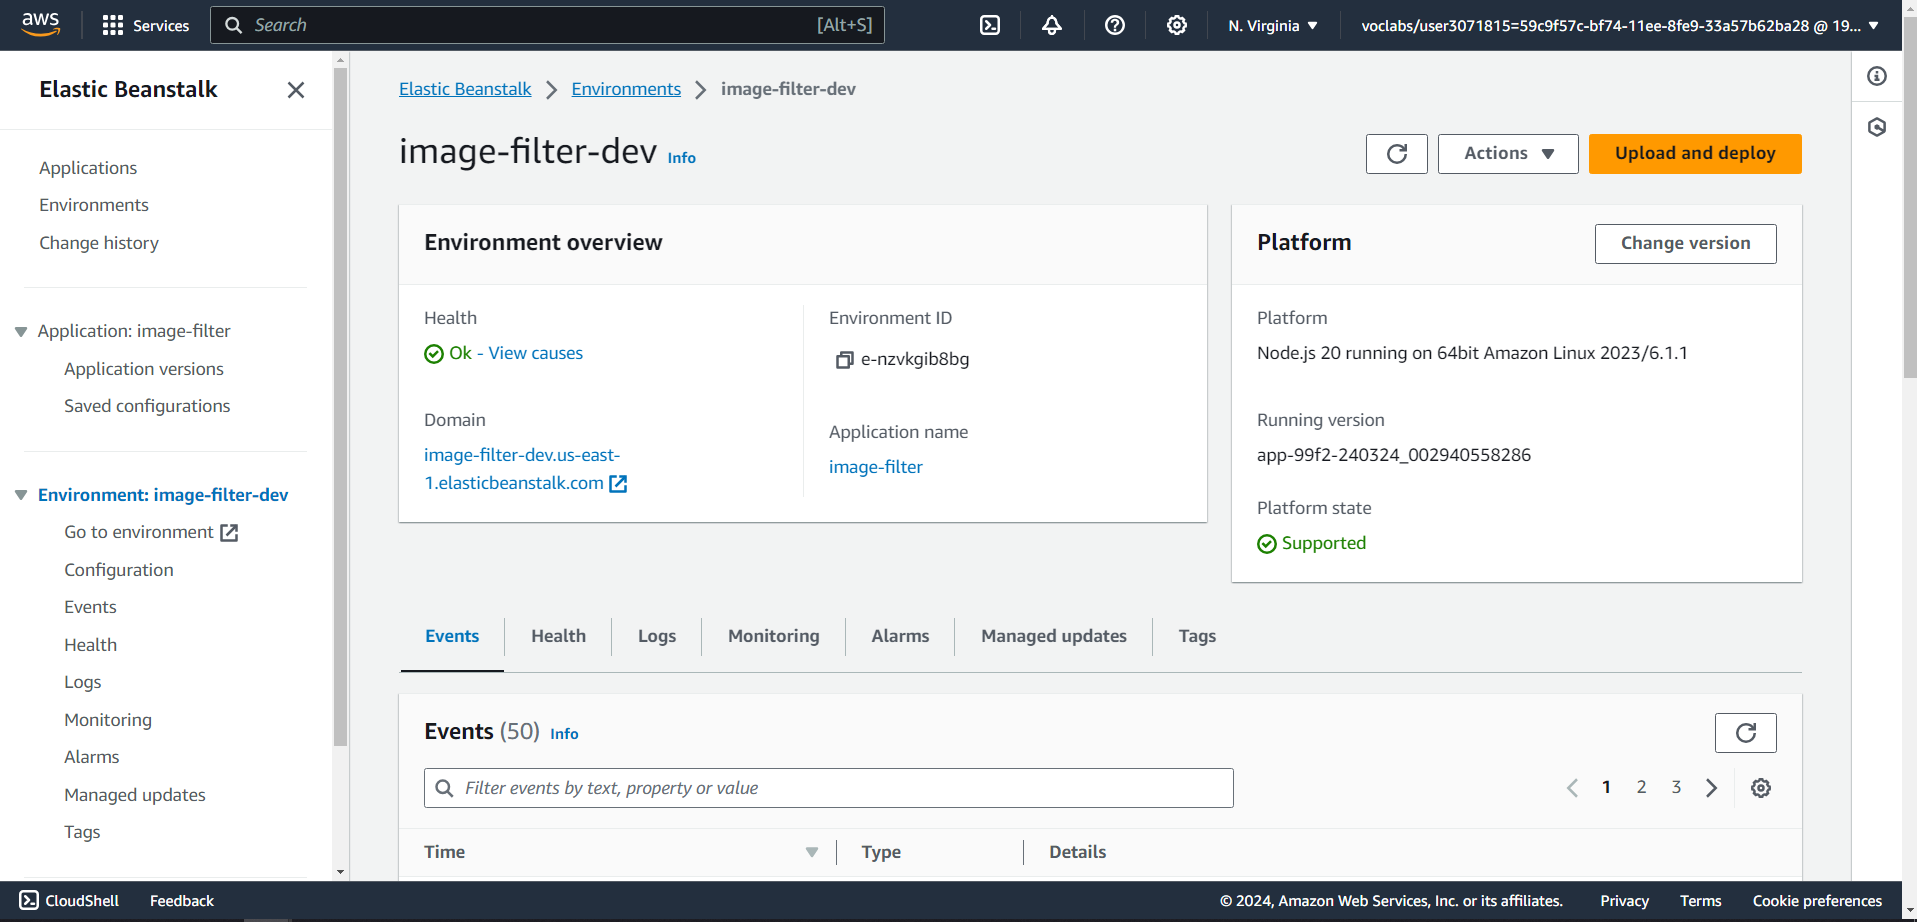 aws
Services
Search
[Alt+S]
N. Virginia
voclabs/user3071815=59c9f57c-bf74-11ee-8fe9-33a57b62ba28 @ 19...
Elastic Beanstalk
Applications
Environments
Change history
Application: image-filter
Application versions
Saved configurations
Environment: image-filter-dev
Go to environment
Configuration
Events
Health
Logs
Monitoring
Alarms
Managed updates
Tags
Elastic Beanstalk
Environments
image-filter-dev
image-filter-dev Info
Actions
Upload and deploy
Environment overview
Health
Ok - View causes
Domain
image-filter-dev.us-east-
1.elasticbeanstalk.com
Environment ID
e-nzvkgib8bg
Application name
image-filter
Platform
Change version
Platform
Node.js 20 running on 64bit Amazon Linux 2023/6.1.1
Running version
app-99f2-240324_002940558286
Platform state
Supported
Events
Health
Logs
Monitoring
Alarms
Managed updates
Tags
Events (50) Info
Filter events by text, property or value
1 2 3
Time
Type
Details
CloudShell
Feedback
© 2024, Amazon Web Services, Inc. or its affiliates.
Privacy
Terms
Cookie preferences